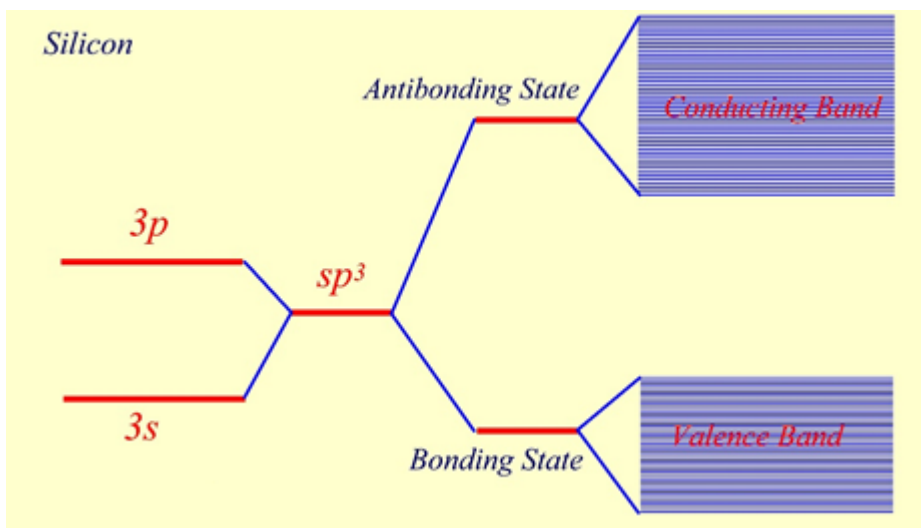 Silicon
Antibonding State
Conducting Band
3p
sp³
3s
Valence Band
Bonding State